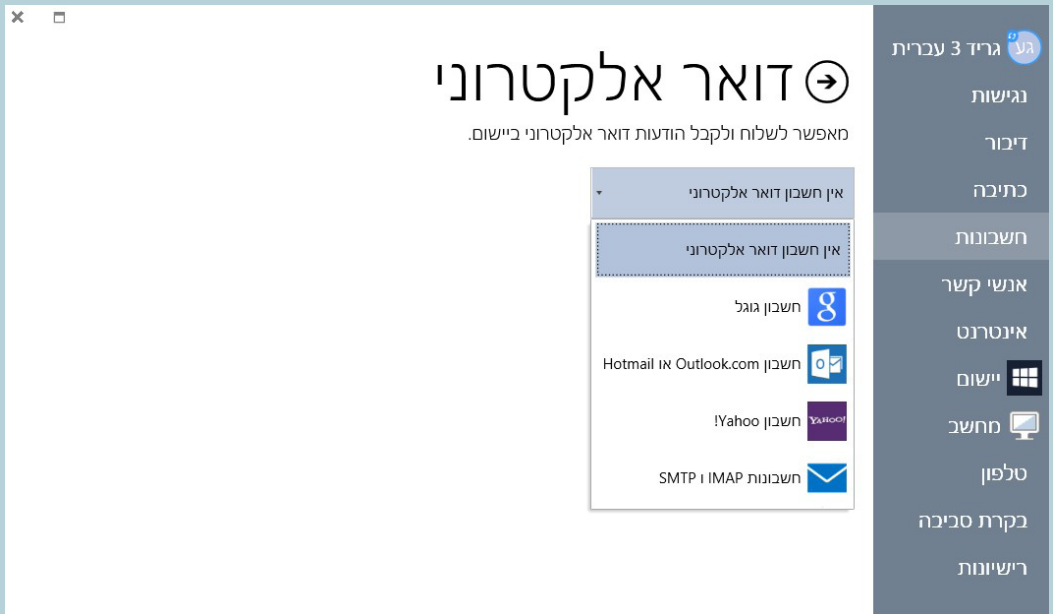 גע גריד 3 עברית
נגישות
דיבור
כתיבה
חשבונות
אנשי קשר
אינטרנט
יישום
מחשב
טלפון
בקרת סביבה
רישיונות
דואר אלקטרוני
מאפשר לשלוח ולקבל הודעות דואר אלקטרוני ביישום.
אין חשבון דואר אלקטרוני
אין חשבון דואר אלקטרוני
g חשבון גוגל
חשבון Outlook.com או Hotmail
YAHOO! חשבון Yahoo!
חשבונות IMAP ו SMTP